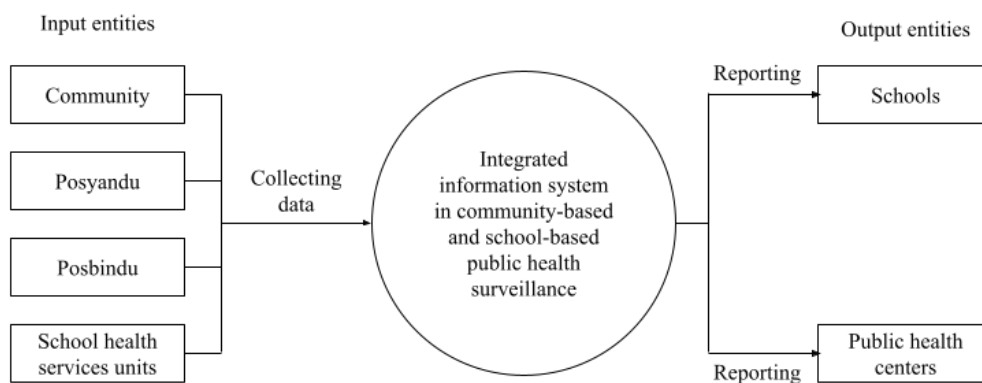 Input entities
Community
Posyandu
Posbindu
School health
services units
Collecting
data
Integrated
information system
in community-based
and school-based
public health
surveillance
Output entities
Reporting
Schools
Public health
centers
Reporting